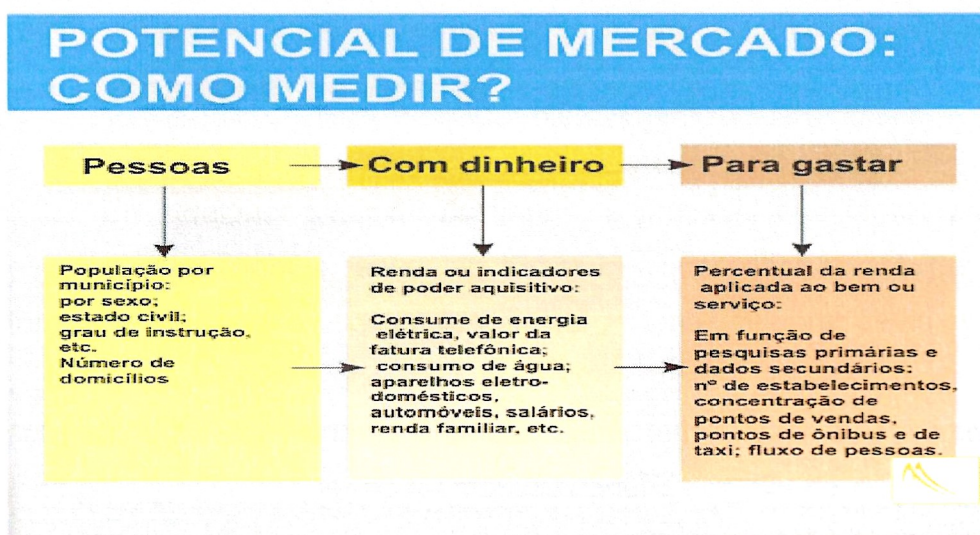 POTENCIAL DE MERCADO:
COMO MEDIR?
Pessoas
Com dinheiro
Para gastar
População por
município:
por sexo;
estado civil;
grau de instrução,
etc.
Número de
domicílios
Renda ou indicadores
de poder aquisitivo:
Consume de energia
elétrica, valor da
fatura telefônica;
consumo de água;
aparelhos eletro-
domésticos,
automóveis, salários,
renda familiar, etc.
Percentual da renda
aplicada ao bem ou
serviço:
Em função de
pesquisas primárias e
dados secundários:
nº de estabelecimentos,
concentração de
pontos de vendas,
pontos de ônibus e de
taxi; fluxo de pessoas.